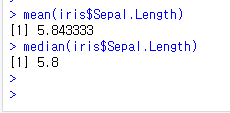 > mean(iris$Sepal.Length)
[1] 5.843333
> median(iris$Sepal.Length)
[1] 5.8
>
>